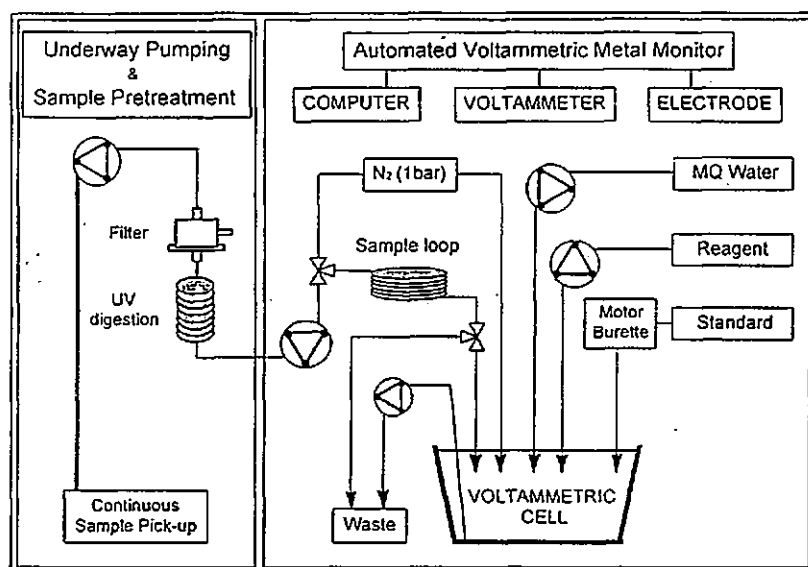 Underway Pumping
&
Sample Pretreatment
Automated Voltammetric Metal Monitor
COMPUTER
VOLTAMMETER
ELECTRODE
N₂ (1bar)
MQ Water
Filter
Sample loop
Reagent
UV
digestion
Motor
Burette
Standard
Continuous
Sample Pick-up
Waste
VOLTAMMETRIC
CELL